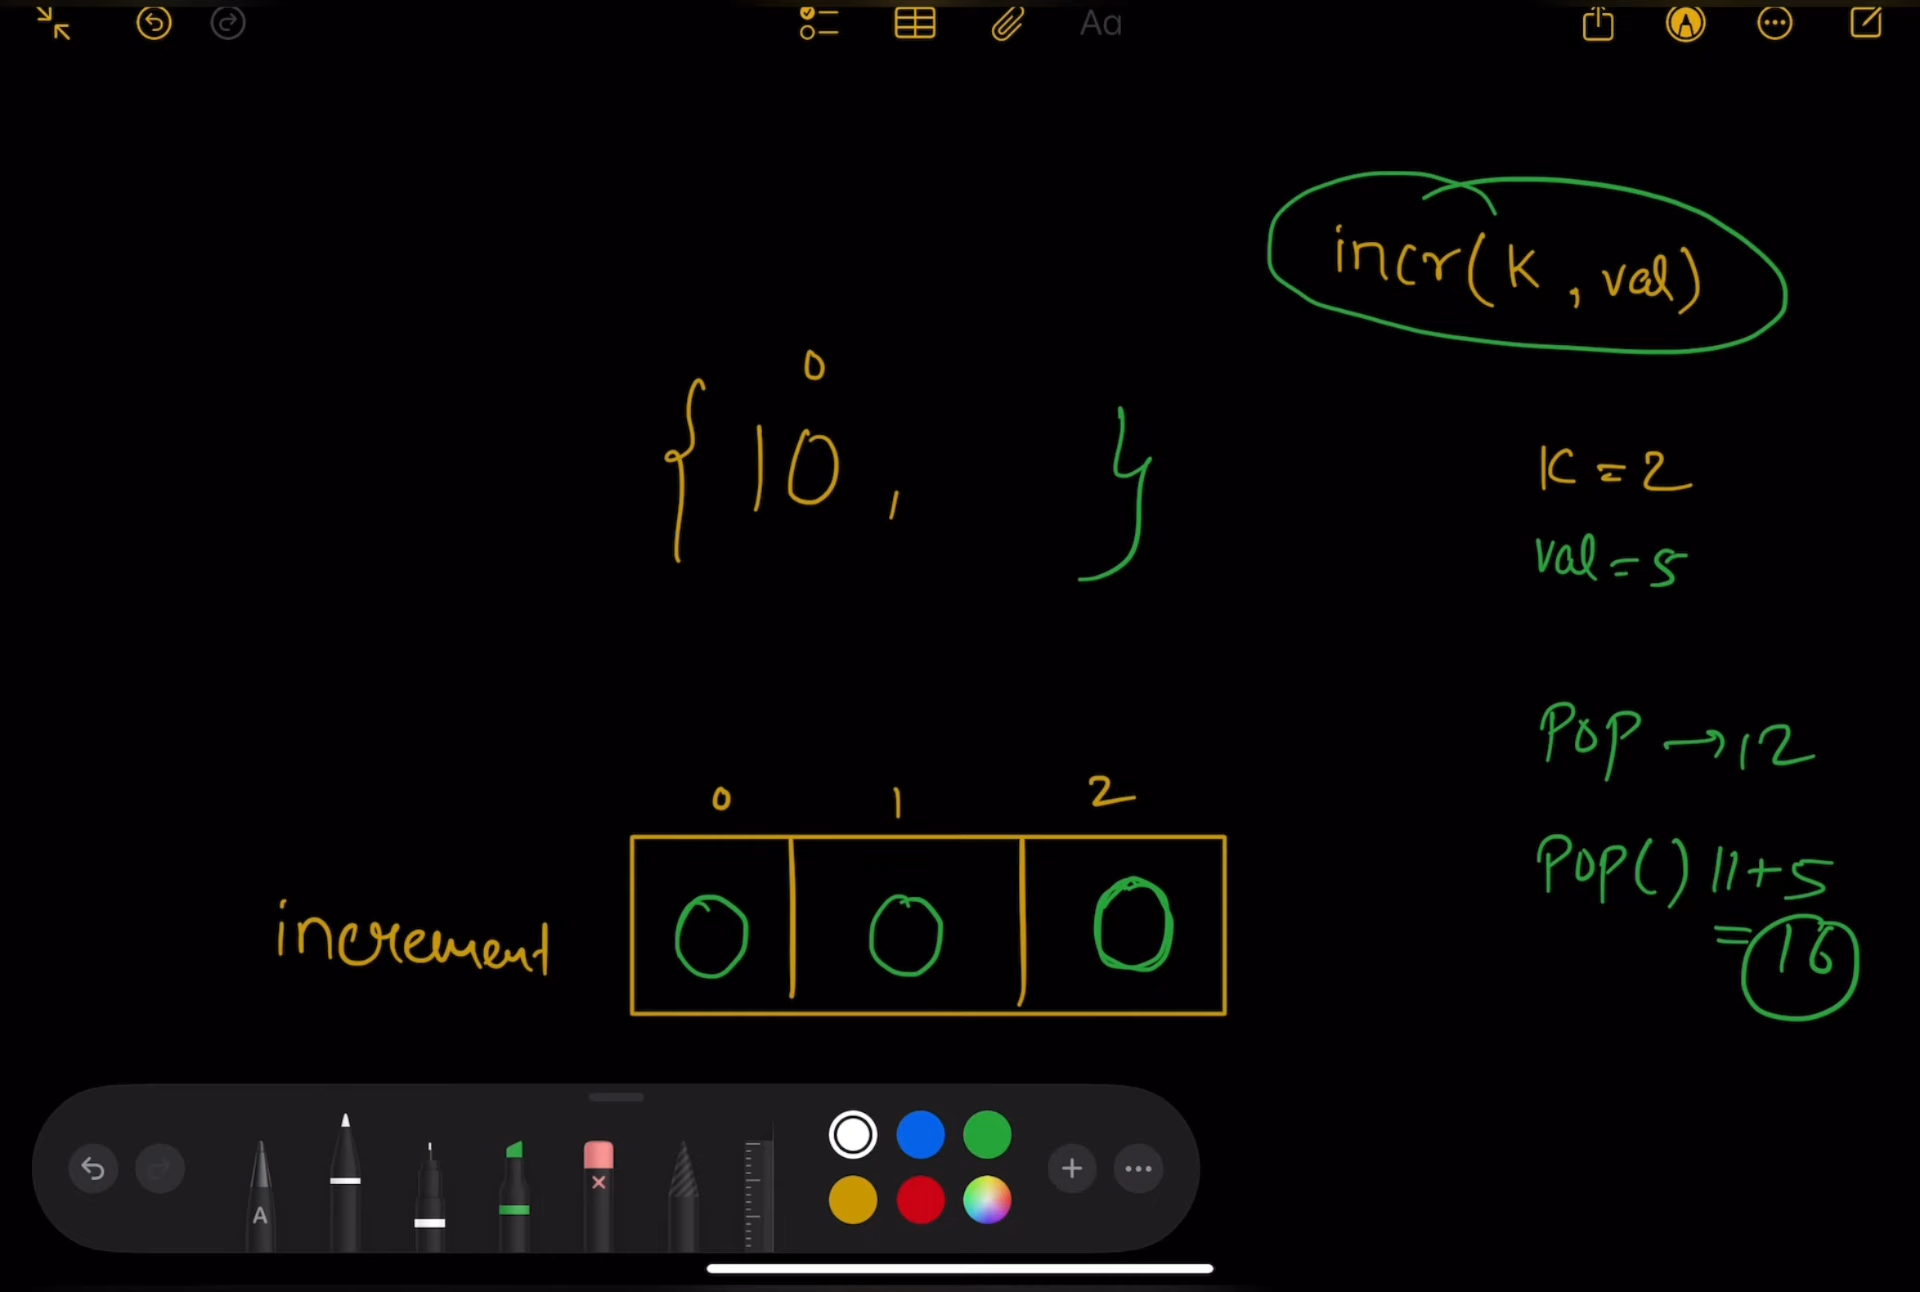 Aa
incr(K, val)
0
{ 10, }
K = 2
val = 5
POP → 12
0 1 2
POP() 11+5
increment 0 0 0
= 16
A